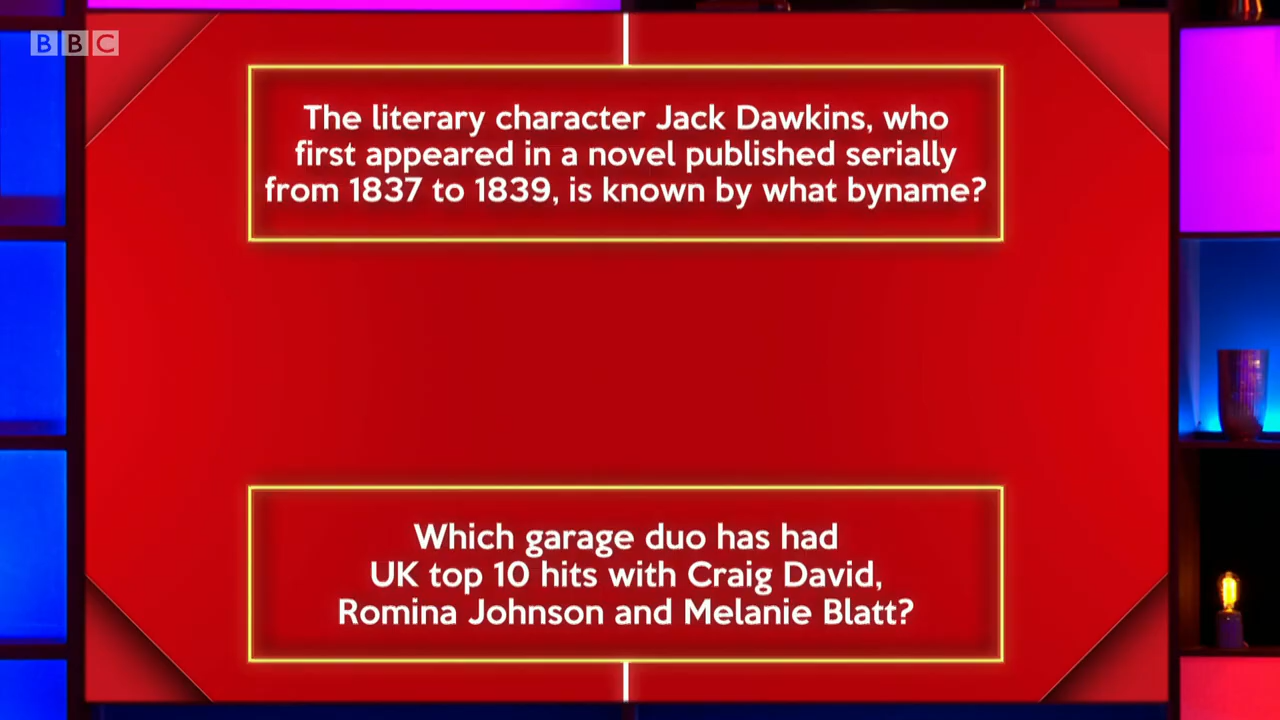 BBC
The literary character Jack Dawkins, who
first appeared in a novel published serially
from 1837 to 1839, is known by what byname?
Which garage duo has had
UK top 10 hits with Craig David,
Romina Johnson and Melanie Blatt?